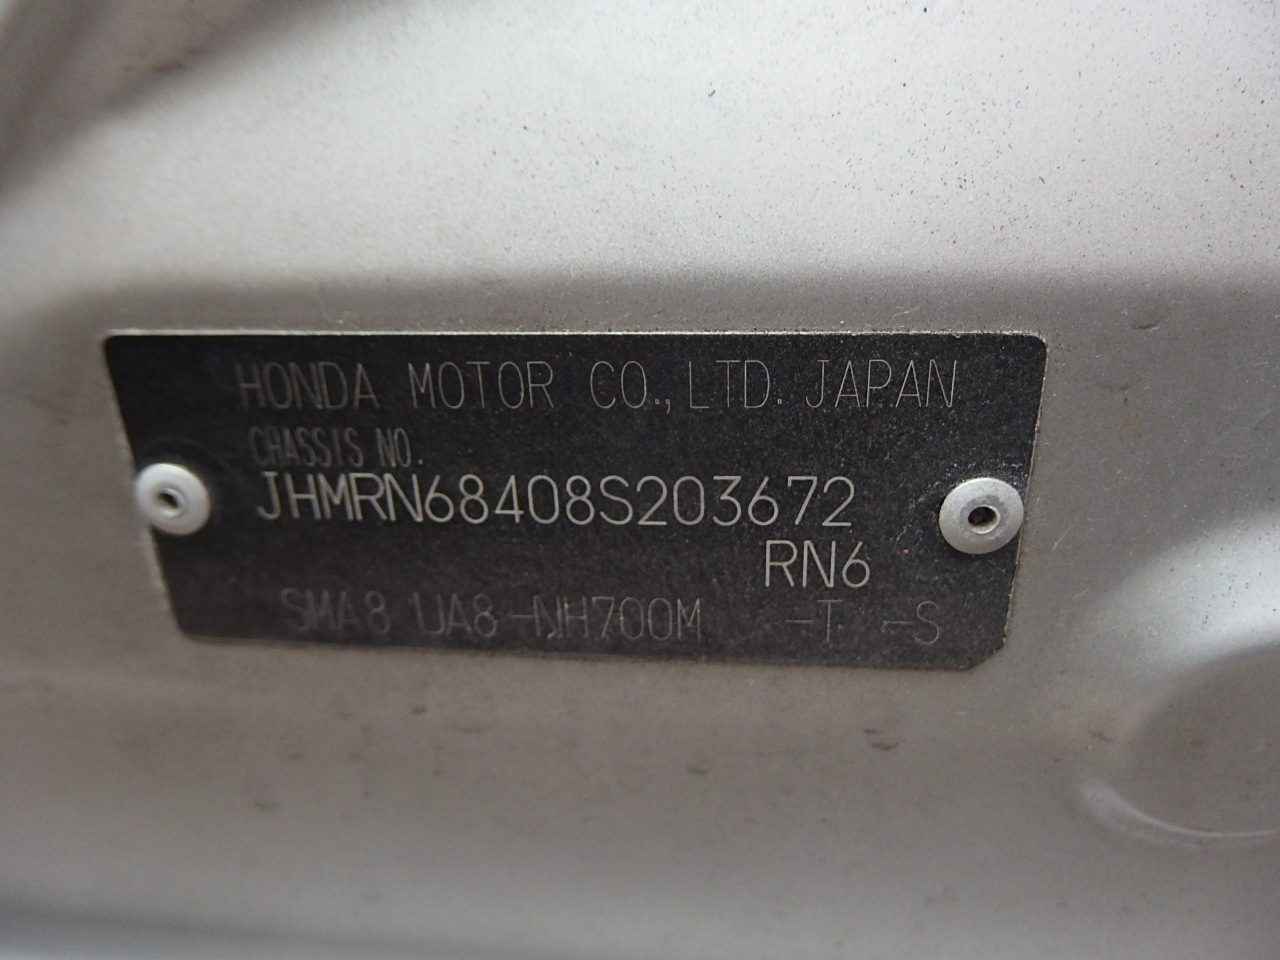 HONDA MOTOR CO., LTD. JAPAN
CHASSIS NO.
JHMRN68408S203672
RN6
SMA8 UA8-NH700M -T -S